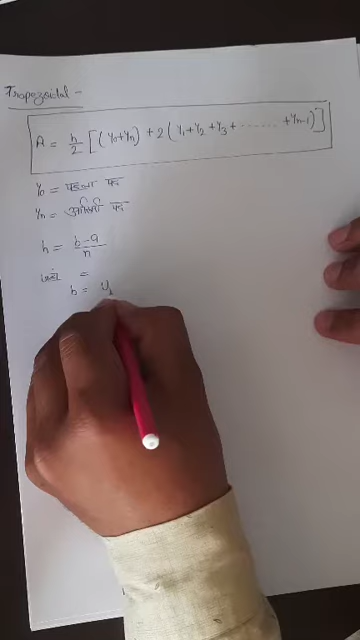 Trapezoidal -
A = h/2 [(y₀+yₙ) + 2(y₁+y₂+y₃+.......+yₙ₋₁)]
y₀ = पहला पद
yₙ = आखिरी पद
h = b-a/n
जहाँ =
b =